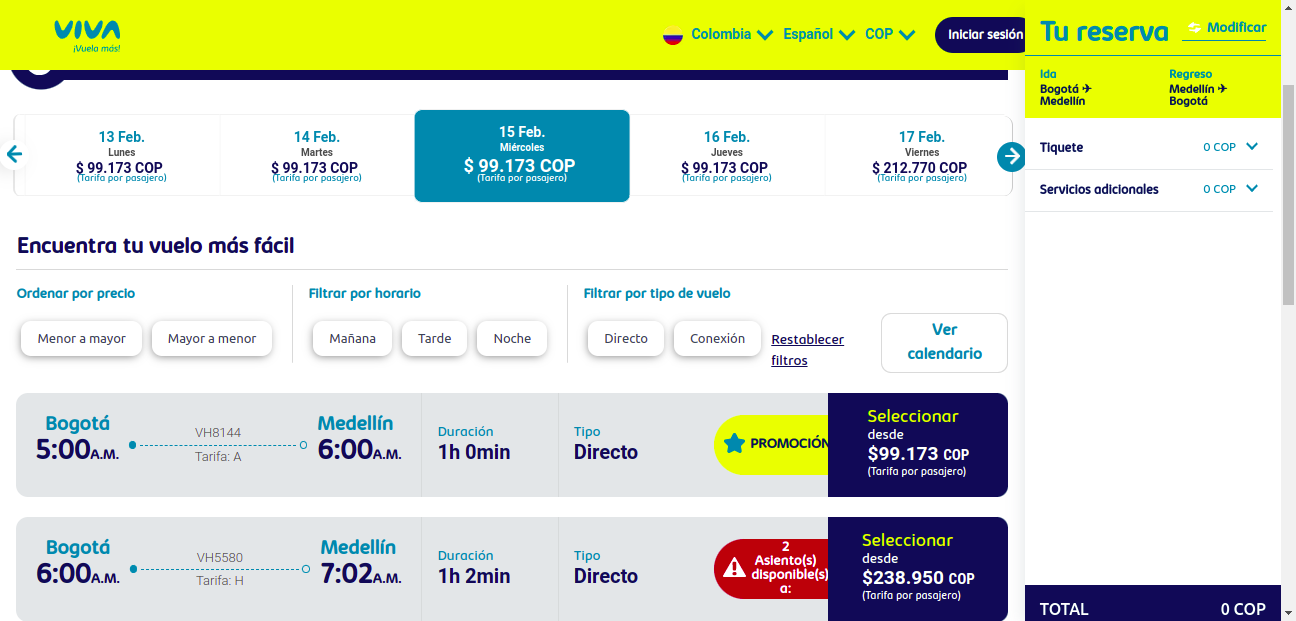 VIVA
¡Vuela más!
Colombia Español COP Iniciar sesión
Tu reserva Modificar
Ida Regreso
Bogotá ✈ Medellín ✈
Medellín Bogotá
Tiquete 0 COP
Servicios adicionales 0 COP
13 Feb.
Lunes
$ 99.173 COP
(Tarifa por pasajero)
14 Feb.
Martes
$ 99.173 COP
(Tarifa por pasajero)
15 Feb.
Miércoles
$ 99.173 COP
(Tarifa por pasajero)
16 Feb.
Jueves
$ 99.173 COP
(Tarifa por pasajero)
17 Feb.
Viernes
$ 212.770 COP
(Tarifa por pasajero)
Encuentra tu vuelo más fácil
Ordenar por precio
Menor a mayor Mayor a menor
Filtrar por horario
Mañana Tarde Noche
Filtrar por tipo de vuelo
Directo Conexión
Restablecer
filtros
Ver
calendario
Bogotá
5:00A.M.
VH8144
Tarifa: A
Medellín
6:00A.M.
Duración
1h 0min
Tipo
Directo
PROMOCIÓN
Seleccionar
desde
$99.173 COP
(Tarifa por pasajero)
Bogotá
6:00A.M.
VH5580
Tarifa: H
Medellín
7:02A.M.
Duración
1h 2min
Tipo
Directo
2
Asiento(s)
disponible(s)
a:
Seleccionar
desde
$238.950 COP
(Tarifa por pasajero)
TOTAL 0 COP